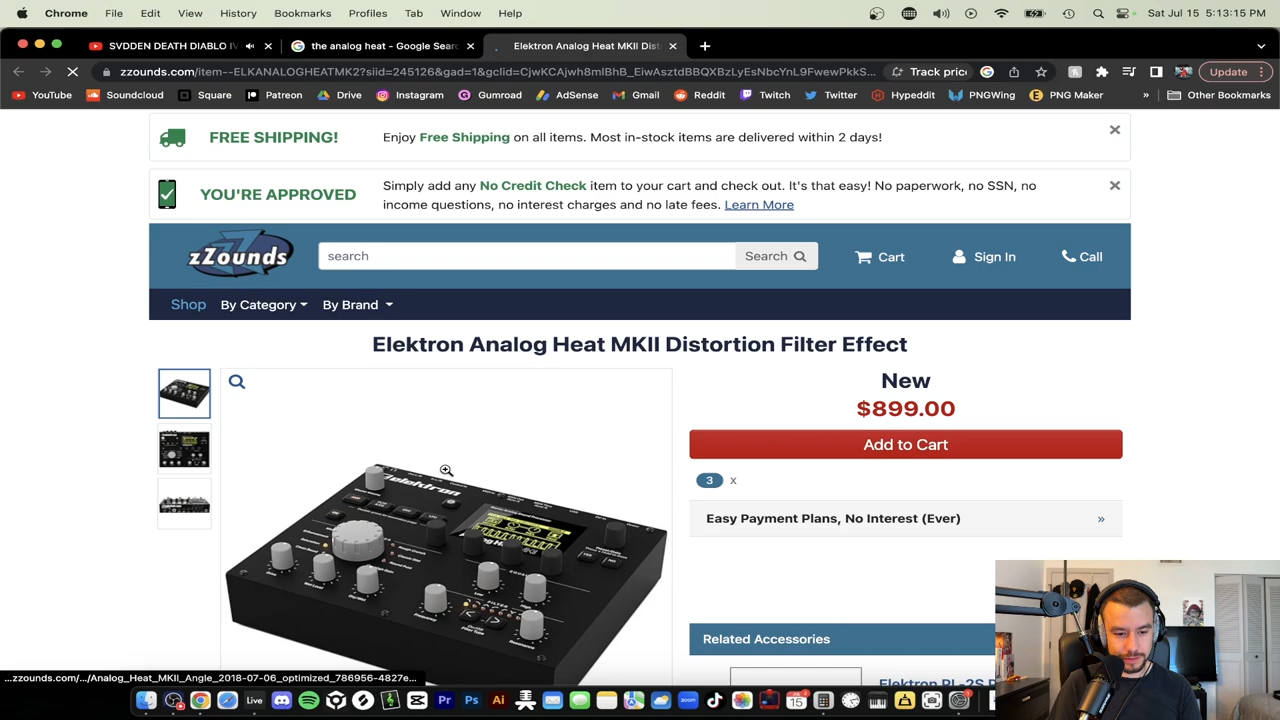 Chrome File Edit View History Bookmarks Profiles Tab Window Help Sat Jul 15 5:13:15 PM
SVDDEN DEATH DIABLO IV the analog heat - Google Sear Elektron Analog Heat MKII Dist
zzounds.com/item--ELKANALOGHEATMK2?siid=245126&gad=1&gclid=CjwKCAjwh8mlBhB_EiwAsztdBBQXBzLyEsNbcYnL9FwewPkkS... Track price Update
YouTube Soundcloud Square Patreon Drive Instagram Gumroad AdSense Gmail Reddit Twitch Twitter Hypeddit PNGWing PNG Maker » Other Bookmarks
FREE SHIPPING! Enjoy Free Shipping on all items. Most in-stock items are delivered within 2 days!
YOU'RE APPROVED Simply add any No Credit Check item to your cart and check out. It's that easy! No paperwork, no SSN, no
income questions, no interest charges and no late fees. Learn More
zZounds search Search Cart Sign In Call
Shop By Category By Brand
Elektron Analog Heat MKII Distortion Filter Effect
New
$899.00
Add to Cart
3 x
Easy Payment Plans, No Interest (Ever) »
elektron
Related Accessories
Elektron PL-2S
...zzounds.com/.../Analog_Heat_MKII_Angle_2018-07-06_optimized_786956-4827e...